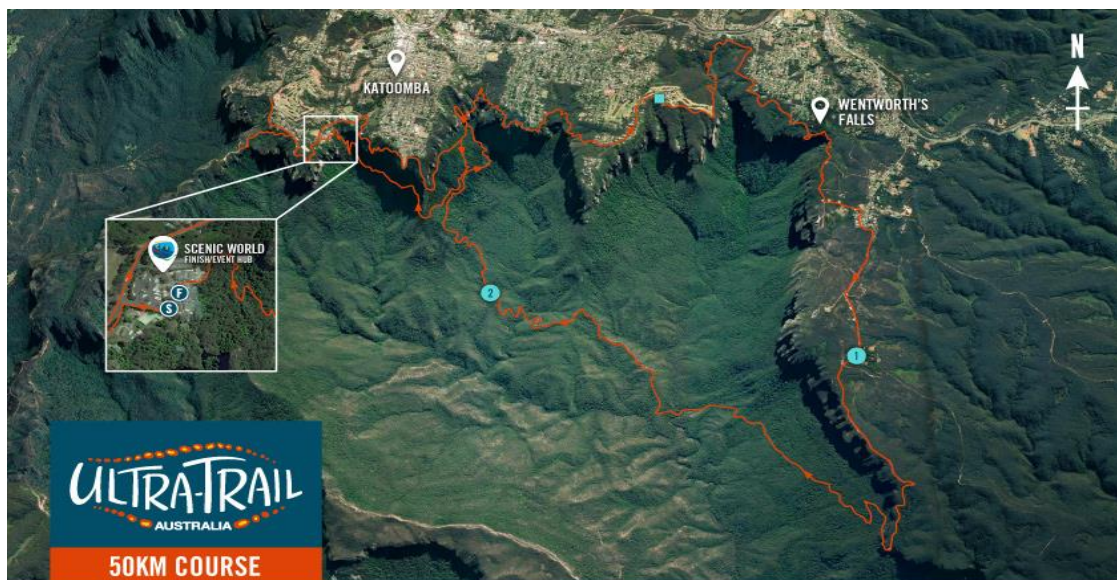 N
KATOOMBA
WENTWORTH'S
FALLS
SCENIC WORLD
FINISH/EVENT HUB
F
S
2
1
ULTRA-TRAIL
AUSTRALIA
50KM COURSE